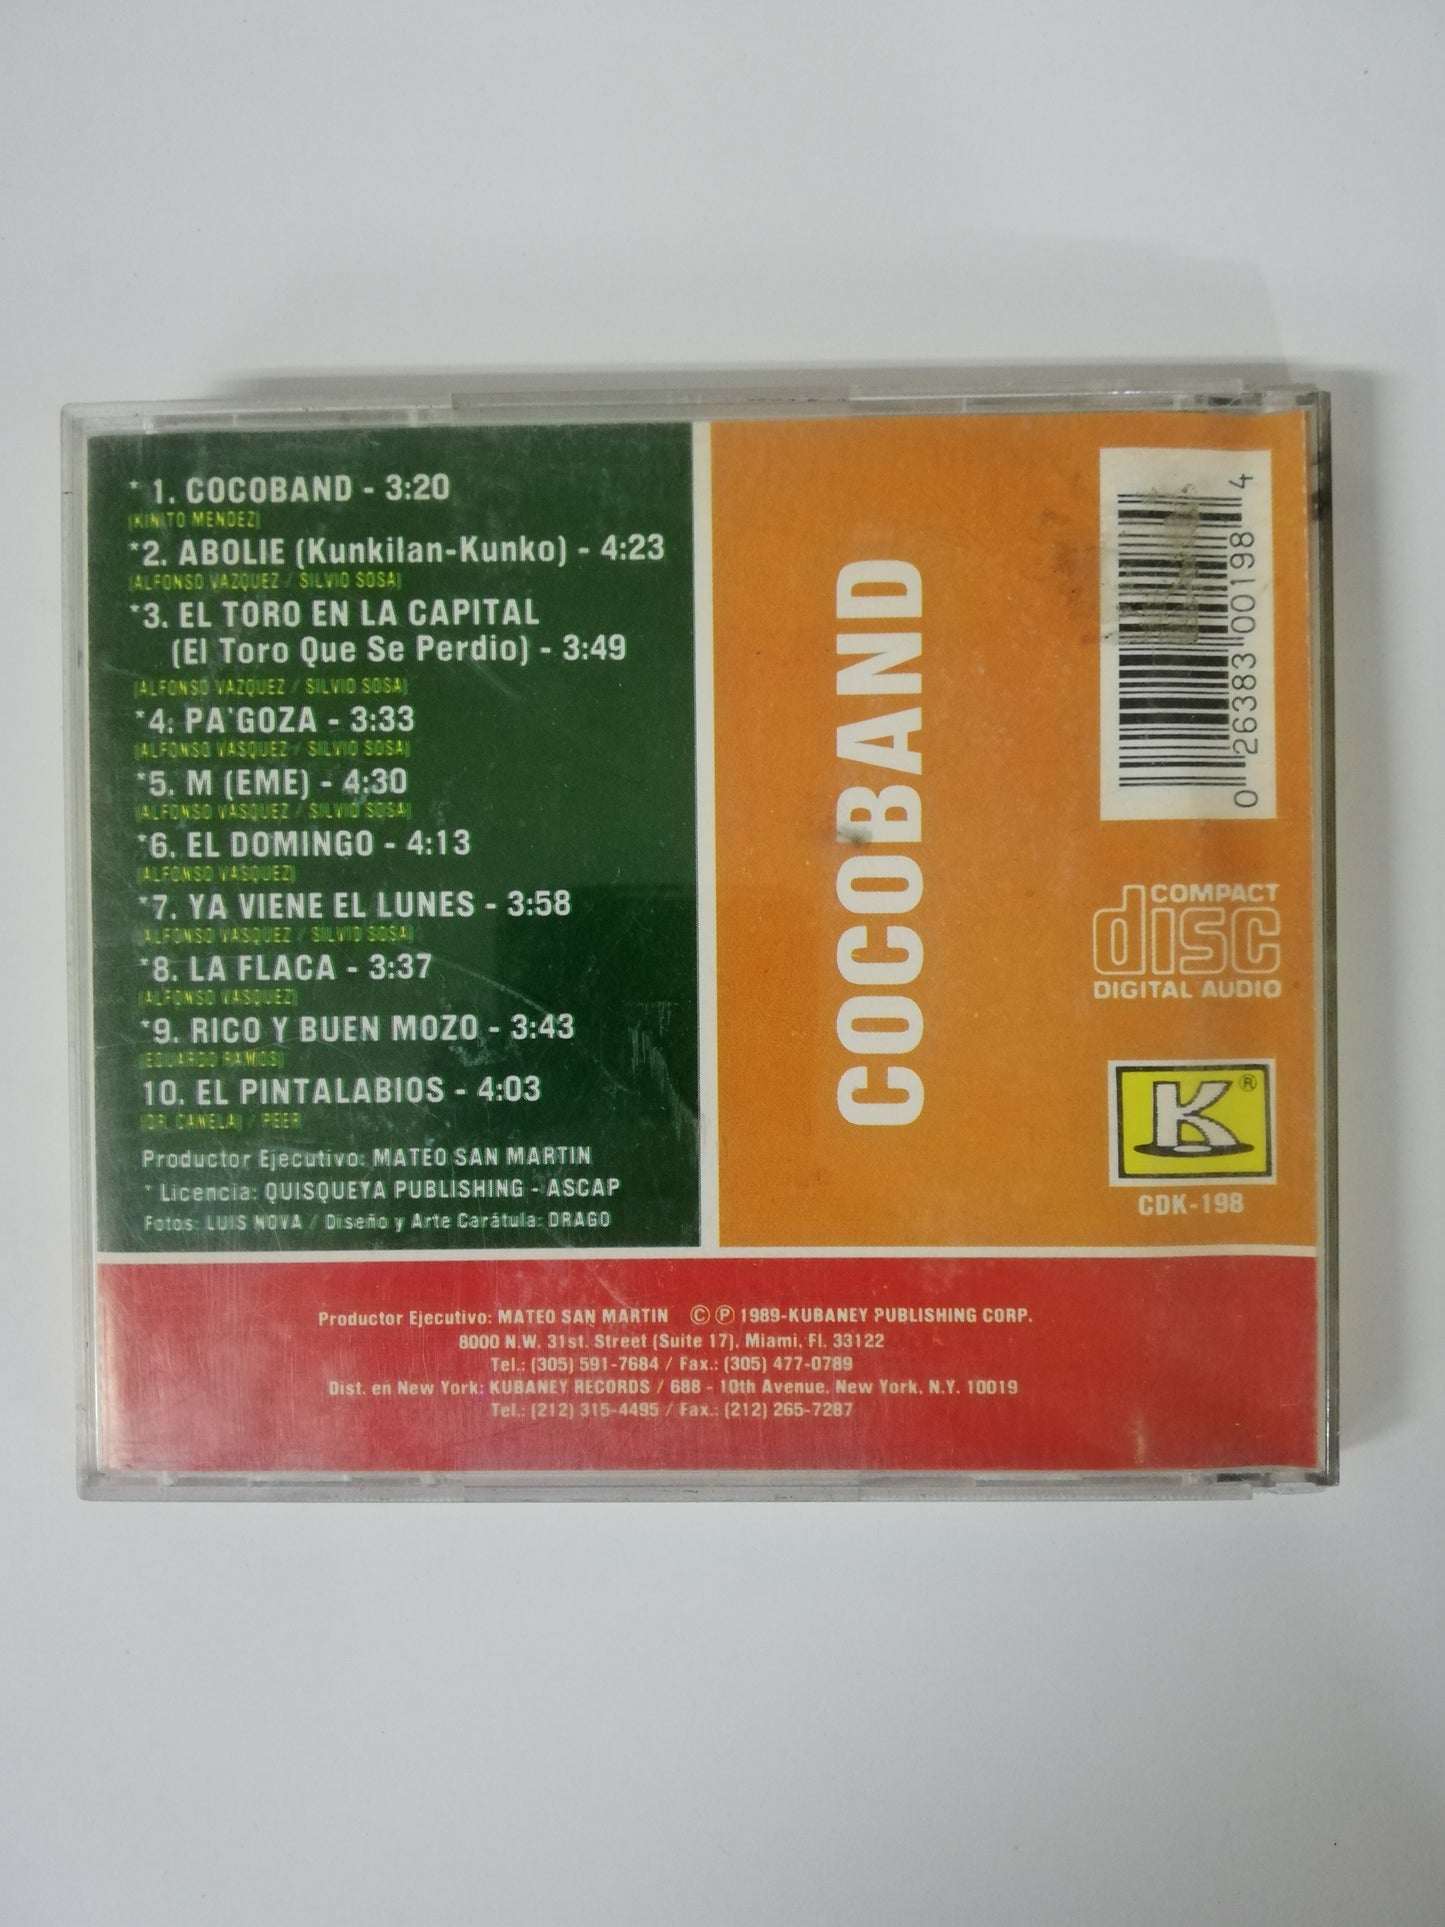 * 1. COCOBAND - 3:20
(KINITO MENDEZ)
*2. ABOLIE (Kunkilan-Kunko) - 4:23
(ALFONSO VAZQUEZ / SILVIO SOSA)
*3. EL TORO EN LA CAPITAL
(El Toro Que Se Perdio) - 3:49
(ALFONSO VAZQUEZ / SILVIO SOSA)
*4. PA'GOZA - 3:33
(ALFONSO VASQUEZ / SILVIO SOSA)
*5. M (EME) - 4:30
(ALFONSO VASQUEZ / SILVIO SOSA)
*6. EL DOMINGO - 4:13
(ALFONSO VASQUEZ)
*7. YA VIENE EL LUNES - 3:58
(ALFONSO VASQUEZ / SILVIO SOSA)
*8. LA FLACA - 3:37
(ALFONSO VASQUEZ)
*9. RICO Y BUEN MOZO - 3:43
(EDUARDO RAMOS)
10. EL PINTALABIOS - 4:03
(DR. CANELA) / PEER
Productor Ejecutivo: MATEO SAN MARTIN
* Licencia: QUISQUEYA PUBLISHING - ASCAP
Fotos: LUIS NOVA / Diseño y Arte Carátula: DRAGO
COCOBAND
0 26383 00198 4
COMPACT
disc
DIGITAL AUDIO
K®
CDK-198
Productor Ejecutivo: MATEO SAN MARTIN © ℗ 1989-KUBANEY PUBLISHING CORP.
8000 N.W. 31st. Street (Suite 17), Miami, Fl. 33122
Tel.: (305) 591-7684 / Fax.: (305) 477-0789
Dist. en New York: KUBANEY RECORDS / 688 - 10th Avenue, New York, N.Y. 10019
Tel.: (212) 315-4495 / Fax.: (212) 265-7287